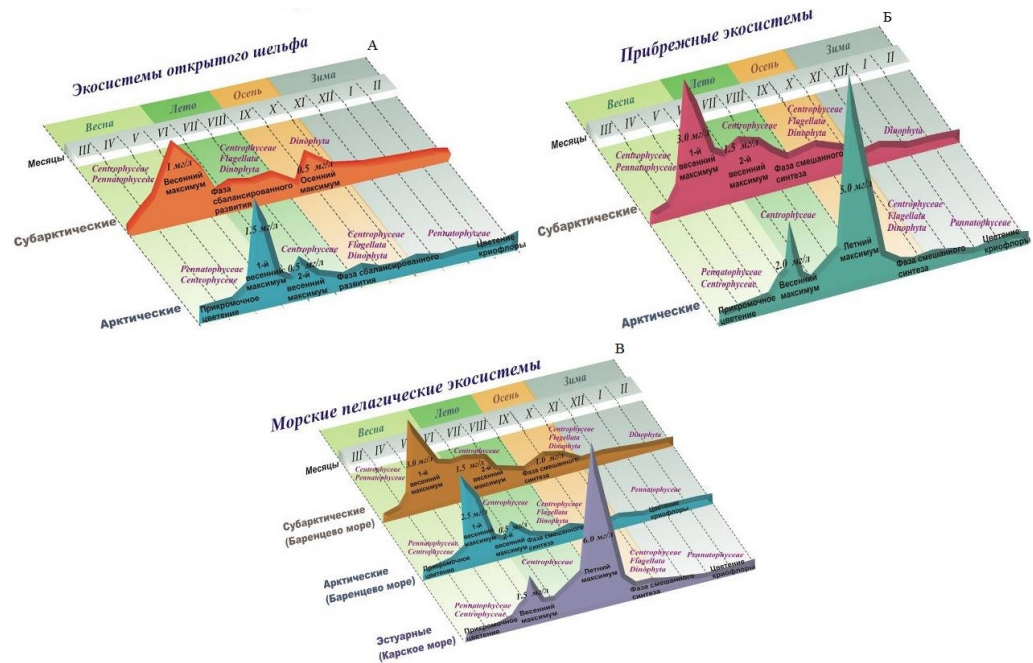 А
Экосистемы открытого шельфа
Весна
Лето
Осень
Зима
Месяцы
III IV V VI VII VIII IX X XI XII I II
Centrophyceae
Pennatophyceae
1 мг/л
Весенний
максимум
Centrophyceae
Flagellata
Dinophyta
Фаза
сбалансированного
развития
Dinophyta
0.5 мг/л
Осенний
максимум
Субарктические
Pennatophyceae
Centrophyceae
Прикромочное
цветение
1.5 мг/л
1-й
весенний
максимум
Centrophyceae
0.5 мг/л
2-й
весенний
максимум
Centrophyceae
Flagellata
Dinophyta
Фаза сбалансированного
развития
Pennatophyceae
Цветение
криофлоры
Арктические
Б
Прибрежные экосистемы
Весна
Лето
Осень
Зима
Месяцы
III IV V VII VIII IX X XI XII I II
Centrophyceae
Pennatophyceae
3.0 мг/л
1-й
весенний
максимум
Centrophyceae
1.5 мг/л
2-й
весенний
максимум
Centrophyceae
Flagellata
Dinophyta
Фаза смешанного
синтеза
Dinophyta
Субарктические
Pennatophyceae
Centrophyceae
Прикромочное
цветение
2.0 мг/л
Весенний
максимум
Centrophyceae
5.0 мг/л
Летний
максимум
Centrophyceae
Flagellata
Dinophyta
Фаза смешанного
синтеза
Pennatophyceae
Цветение
криофлоры
Арктические
В
Морские пелагические экосистемы
Весна
Лето
Осень
Зима
Месяцы
III IV V VI VII VIII IX X XI XII I II
Centrophyceae
Pennatophyceae
3.0 мг/л
1-й
весенний
максимум
Centrophyceae
1.5 мг/л
2-й
весенний
максимум
Centrophyceae
Flagellata
Dinophyta
1.0 мг/л
Фаза смешанного
синтеза
Dinophyta
Субарктические
(Баренцево море)
Pennatophyceae
Centrophyceae
Прикромочное
цветение
2.5 мг/л
1-й
весенний
максимум
Centrophyceae
0.5 мг/л
2-й
весенний
максимум
Centrophyceae
Flagellata
Dinophyta
Фаза смешанного
синтеза
Pennatophyceae
Цветение
криофлоры
Арктические
(Баренцево море)
Pennatophyceae
Centrophyceae
Прикромочное
цветение
1.5 мг/л
Весенний
максимум
Centrophyceae
6.0 мг/л
Летний
максимум
Centrophyceae
Flagellata
Dinophyta
Фаза смешанного
синтеза
Pennatophyceae
Цветение
криофлоры
Эстуарные
(Карское море)